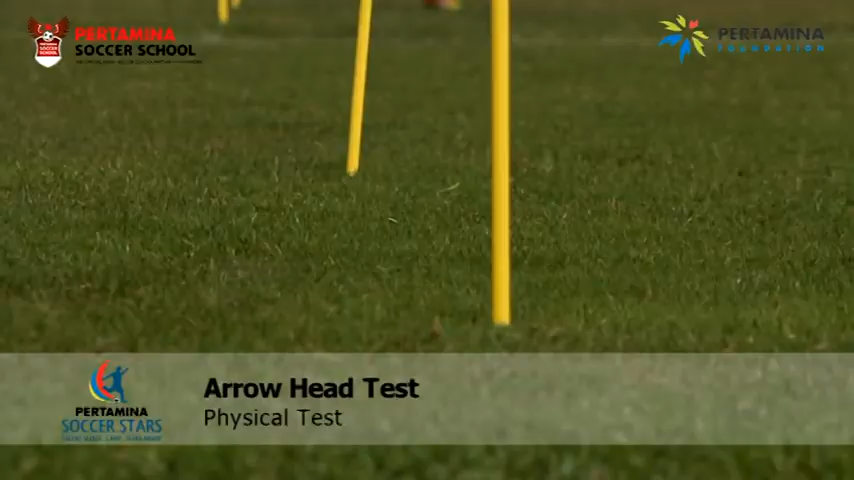 PERTAMINA
SOCCER SCHOOL
PERTAMINA
foundation
Arrow Head Test
Physical Test
PERTAMINA
SOCCER STARS